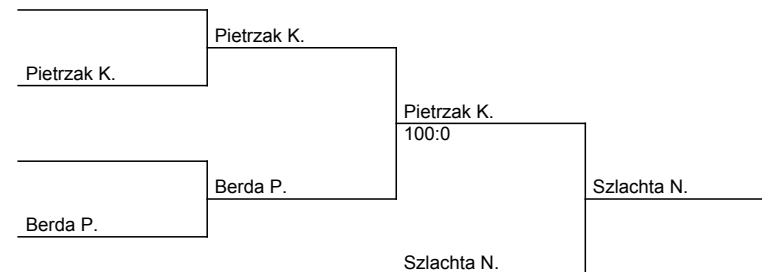 Pietrzak K.
Pietrzak K.
Pietrzak K.
100:0
Berda P.
Szlachta N.
Berda P.
Szlachta N.